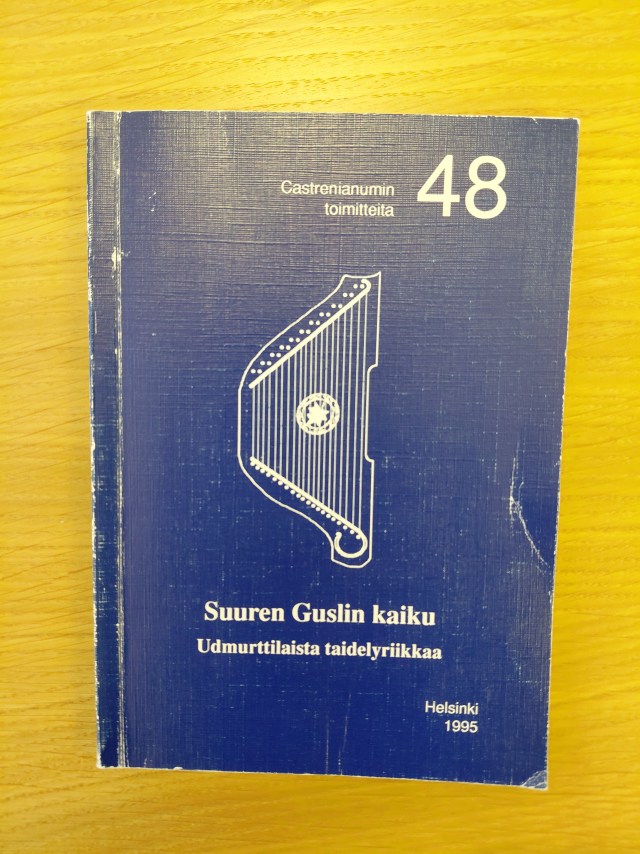 Castrenianumin
toimitteita
48
Suuren Guslin kaiku
Udmurttilaista taidelyriikkaa
Helsinki
1995